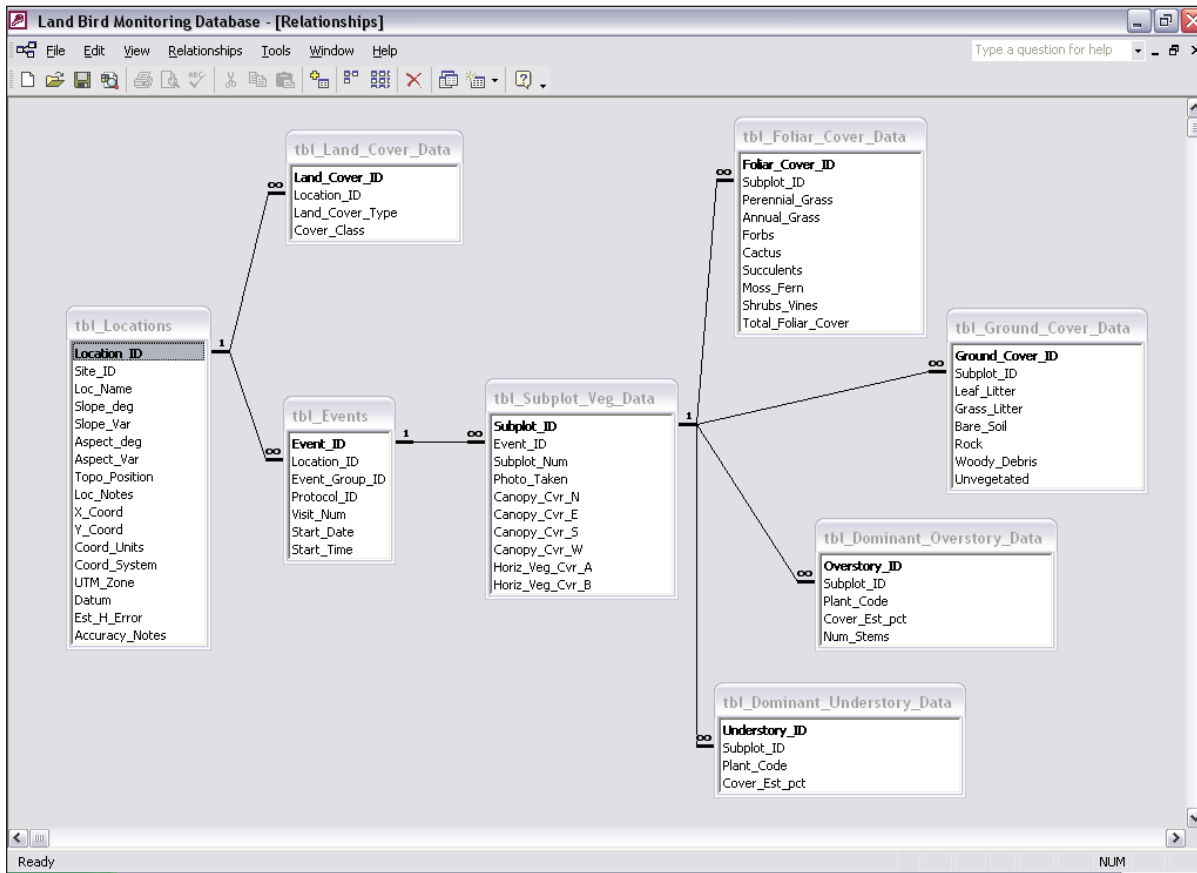 Land Bird Monitoring Database - [Relationships]
File Edit View Relationships Tools Window Help
Type a question for help
tbl_Land_Cover_Data
Land_Cover_ID
Location_ID
Land_Cover_Type
Cover_Class
tbl_Locations
Location_ID
Site_ID
Loc_Name
Slope_deg
Slope_Var
Aspect_deg
Aspect_Var
Topo_Position
Loc_Notes
X_Coord
Y_Coord
Coord_Units
Coord_System
UTM_Zone
Datum
Est_H_Error
Accuracy_Notes
1
∞
∞
tbl_Events
Event_ID
Location_ID
Event_Group_ID
Protocol_ID
Visit_Num
Start_Date
Start_Time
1
∞
tbl_Subplot_Veg_Data
Subplot_ID
Event_ID
Subplot_Num
Photo_Taken
Canopy_Cvr_N
Canopy_Cvr_E
Canopy_Cvr_S
Canopy_Cvr_W
Horiz_Veg_Cvr_A
Horiz_Veg_Cvr_B
1
∞
tbl_Foliar_Cover_Data
Foliar_Cover_ID
Subplot_ID
Perennial_Grass
Annual_Grass
Forbs
Cactus
Succulents
Moss_Fern
Shrubs_Vines
Total_Foliar_Cover
∞
tbl_Ground_Cover_Data
Ground_Cover_ID
Subplot_ID
Leaf_Litter
Grass_Litter
Bare_Soil
Rock
Woody_Debris
Unvegetated
∞
tbl_Dominant_Overstory_Data
Overstory_ID
Subplot_ID
Plant_Code
Cover_Est_pct
Num_Stems
∞
tbl_Dominant_Understory_Data
Understory_ID
Subplot_ID
Plant_Code
Cover_Est_pct
Ready
NUM